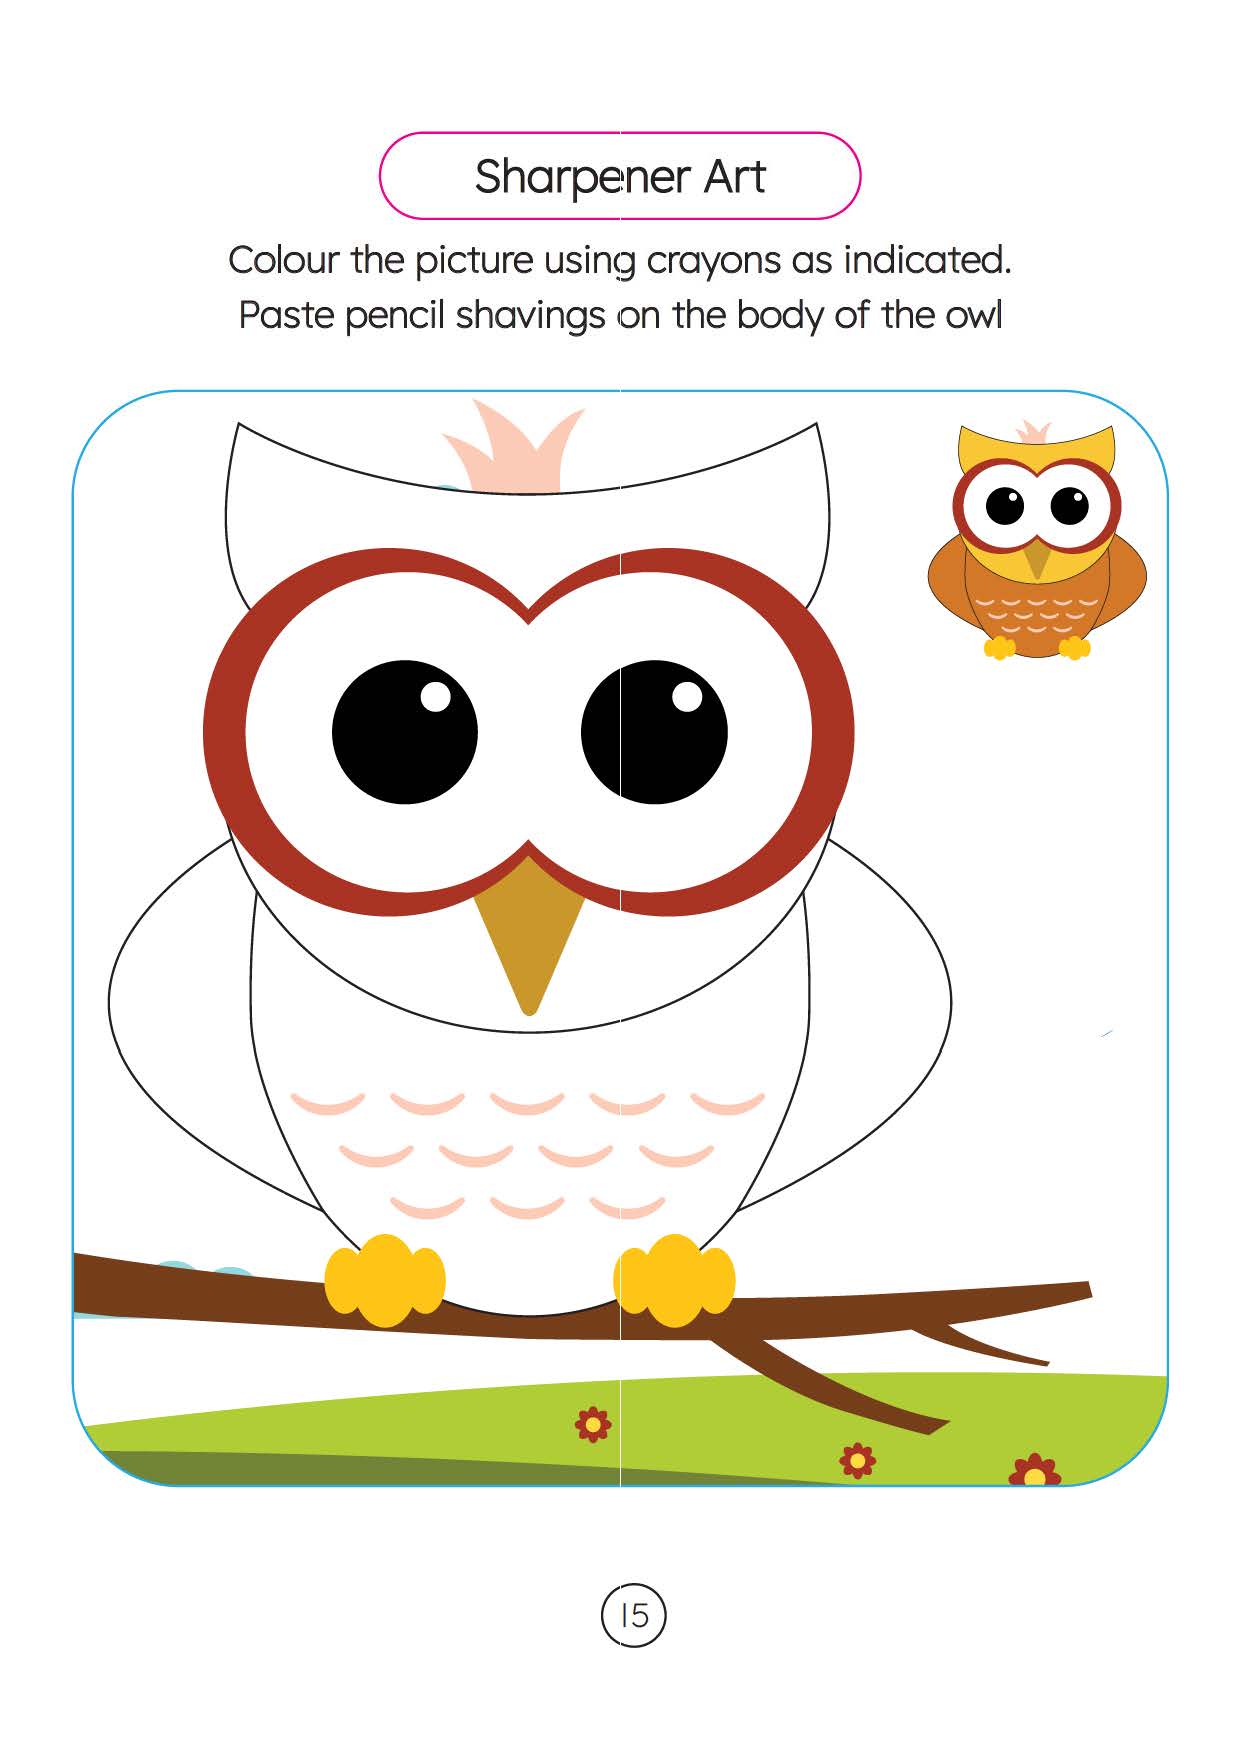 Sharpener Art
Colour the picture using crayons as indicated.
Paste pencil shavings on the body of the owl
15